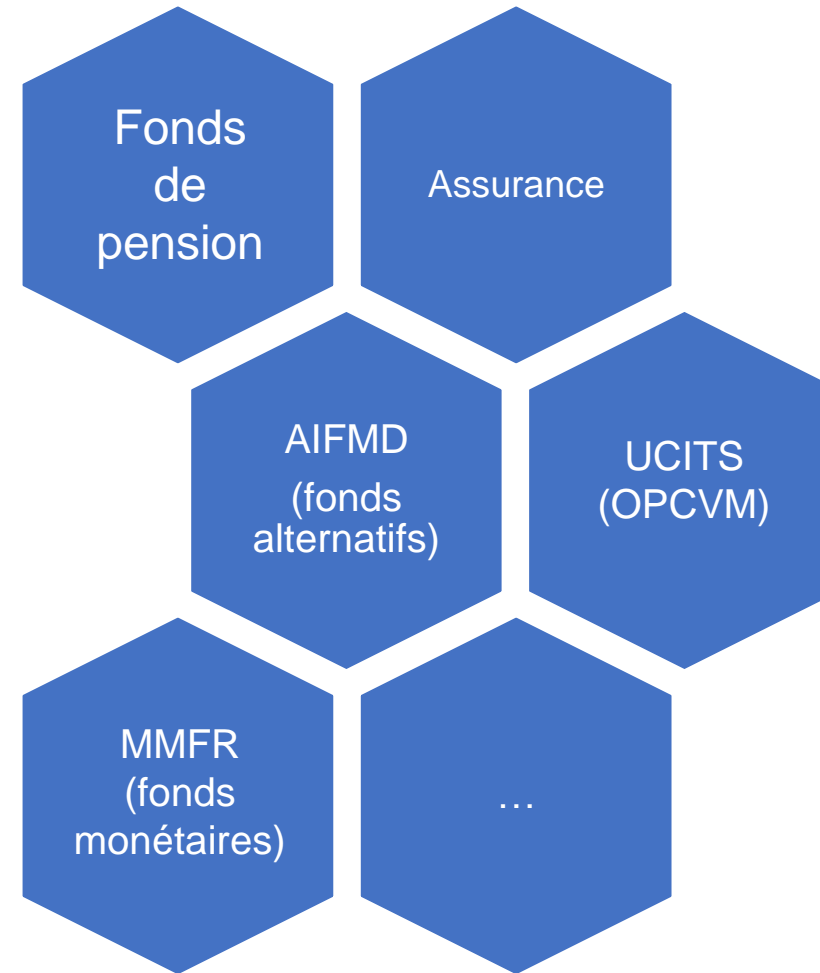 Fonds
de
pension
Assurance
AIFMD
(fonds
alternatifs)
UCITS
(OPCVM)
MMFR
(fonds
monétaires)
…